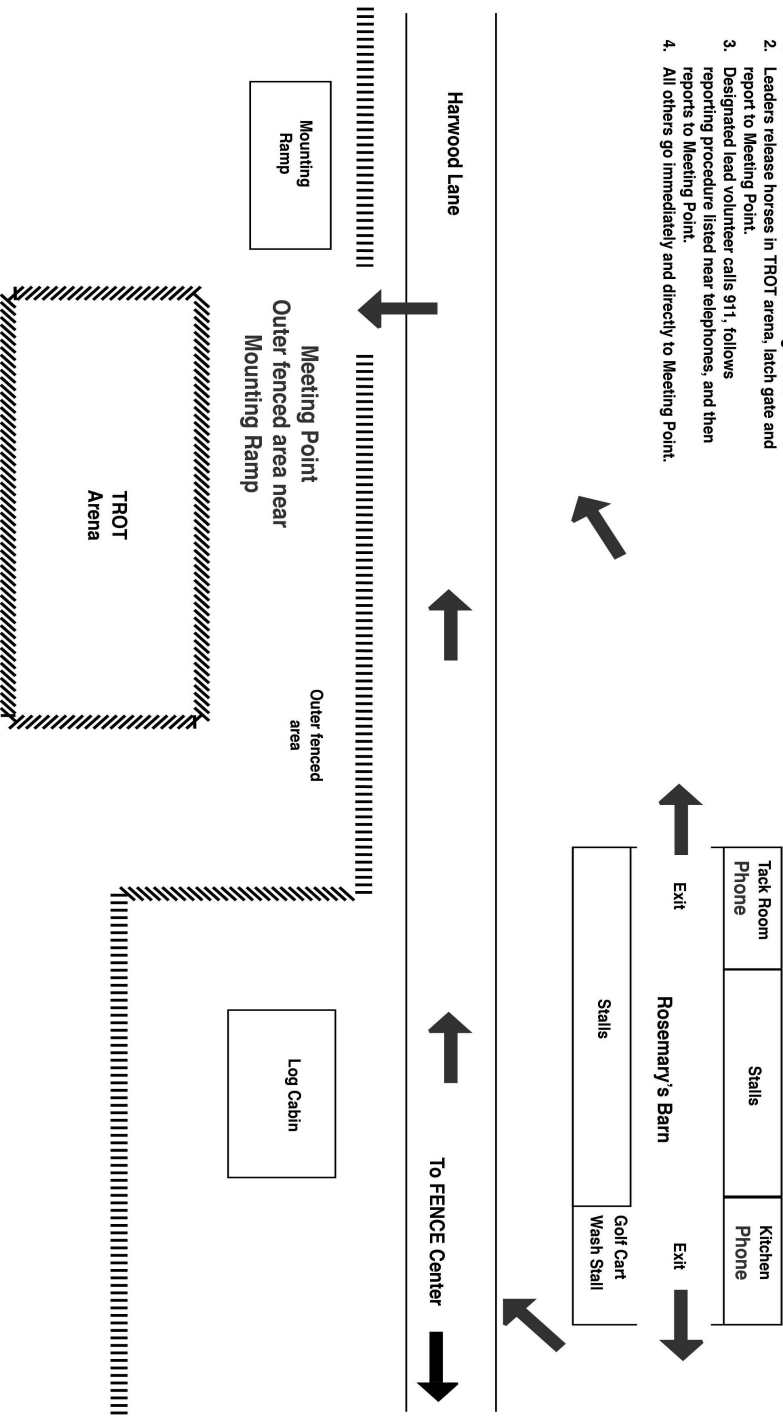 2. Leaders release horses in TROT arena, latch gate and
report to Meeting Point.
3. Designated lead volunteer calls 911, follows
reporting procedure listed near telephones, and then
reports to Meeting Point.
4. All others go immediately and directly to Meeting Point.
Tack Room
Phone
Stalls
Kitchen
Phone
Exit
Rosemary's Barn
Exit
Stalls
Golf Cart
Wash Stall
Harwood Lane
To FENCE Center
Mounting
Ramp
Meeting Point
Outer fenced area near
Mounting Ramp
Outer fenced
area
Log Cabin
TROT
Arena